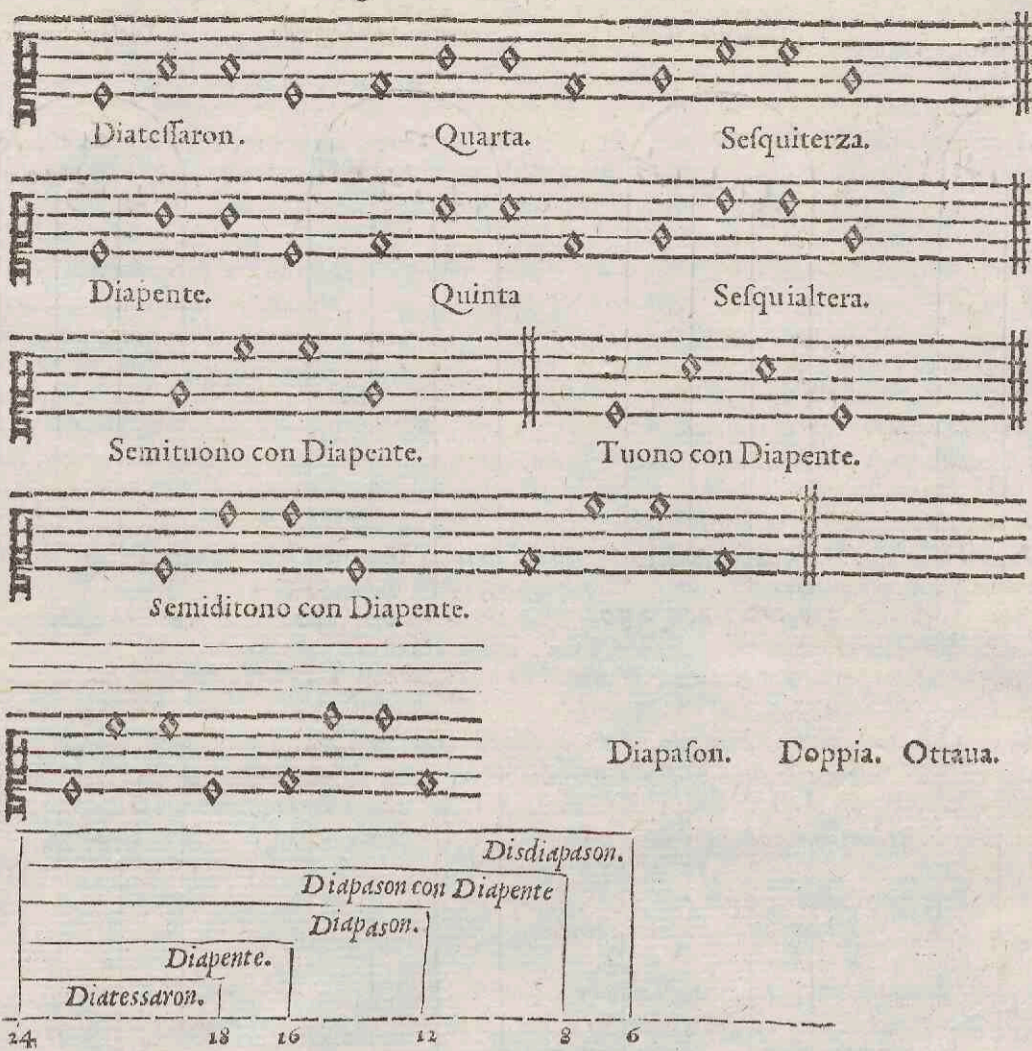 Diateſſaron. Quarta. Seſquiterza.
Diapente. Quinta Seſquialtera.
Semituono con Diapente. Tuono con Diapente.
Semiditono con Diapente.
Diapaſon. Doppia. Ottaua.
Disdiapason.
Diapason con Diapente
Diapason.
Diapente.
Diatessaron.
24 18 16 12 8 6